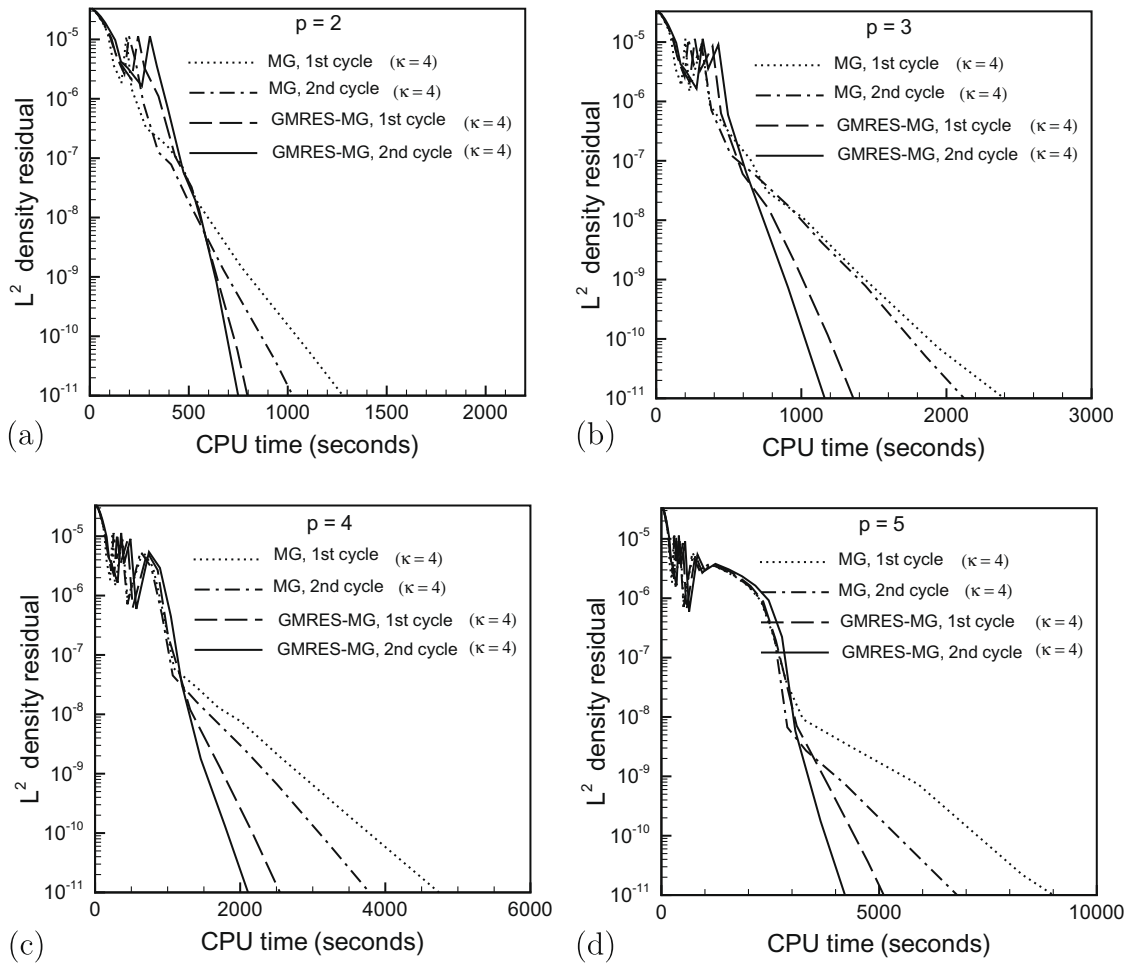 p = 2
MG, 1st cycle (κ = 4)
MG, 2nd cycle (κ = 4)
GMRES-MG, 1st cycle (κ = 4)
GMRES-MG, 2nd cycle (κ = 4)
L² density residual
10⁻⁵
10⁻⁶
10⁻⁷
10⁻⁸
10⁻⁹
10⁻¹⁰
10⁻¹¹
0 500 1000 1500 2000
CPU time (seconds)
(a)
p = 3
MG, 1st cycle (κ = 4)
MG, 2nd cycle (κ = 4)
GMRES-MG, 1st cycle (κ = 4)
GMRES-MG, 2nd cycle (κ = 4)
L² density residual
10⁻⁵
10⁻⁶
10⁻⁷
10⁻⁸
10⁻⁹
10⁻¹⁰
10⁻¹¹
0 1000 2000 3000
CPU time (seconds)
(b)
p = 4
MG, 1st cycle (κ = 4)
MG, 2nd cycle (κ = 4)
GMRES-MG, 1st cycle (κ = 4)
GMRES-MG, 2nd cycle (κ = 4)
L² density residual
10⁻⁵
10⁻⁶
10⁻⁷
10⁻⁸
10⁻⁹
10⁻¹⁰
10⁻¹¹
0 2000 4000 6000
CPU time (seconds)
(c)
p = 5
MG, 1st cycle (κ = 4)
MG, 2nd cycle (κ = 4)
GMRES-MG, 1st cycle (κ = 4)
GMRES-MG, 2nd cycle (κ = 4)
L² density residual
10⁻⁵
10⁻⁶
10⁻⁷
10⁻⁸
10⁻⁹
10⁻¹⁰
10⁻¹¹
0 5000 10000
CPU time (seconds)
(d)